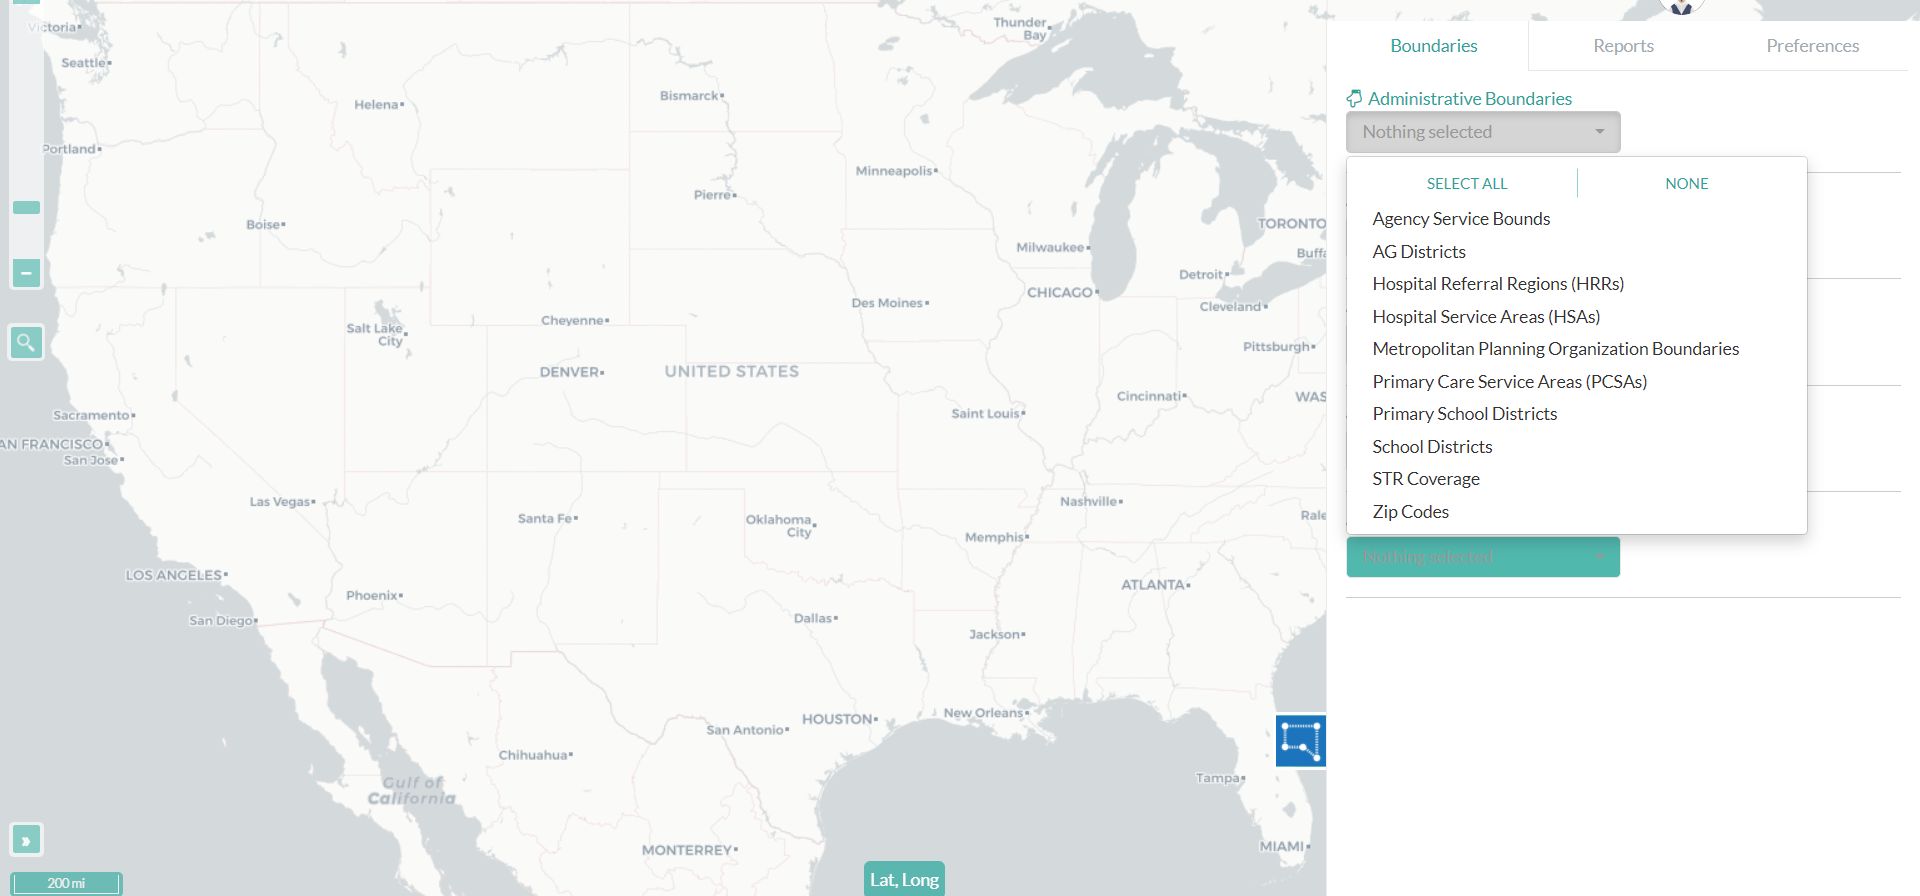 Victoria
Seattle
Portland
Helena
Bismarck
Thunder
Bay
Minneapolis
Pierre
Boise
TORONTO
Milwaukee
Buffa
Detroit
CHICAGO
Des Moines
Cleveland
Salt Lake
City
Cheyenne
Pittsburgh
DENVER
UNITED STATES
Cincinnati
WAS
Sacramento
Saint Louis
AN FRANCISCO
San Jose
Las Vegas
Nashville
Santa Fe
Oklahoma
City
Rale
Memphis
LOS ANGELES
Phoenix
ATLANTA
San Diego
Dallas
Jackson
New Orleans
HOUSTON
San Antonio
Chihuahua
Tampa
Gulf of
California
MONTERREY
MIAMI
200 mi
Lat, Long
Boundaries Reports Preferences
Administrative Boundaries
Nothing selected
SELECT ALL NONE
Agency Service Bounds
AG Districts
Hospital Referral Regions (HRRs)
Hospital Service Areas (HSAs)
Metropolitan Planning Organization Boundaries
Primary Care Service Areas (PCSAs)
Primary School Districts
School Districts
STR Coverage
Zip Codes
Nothing selected